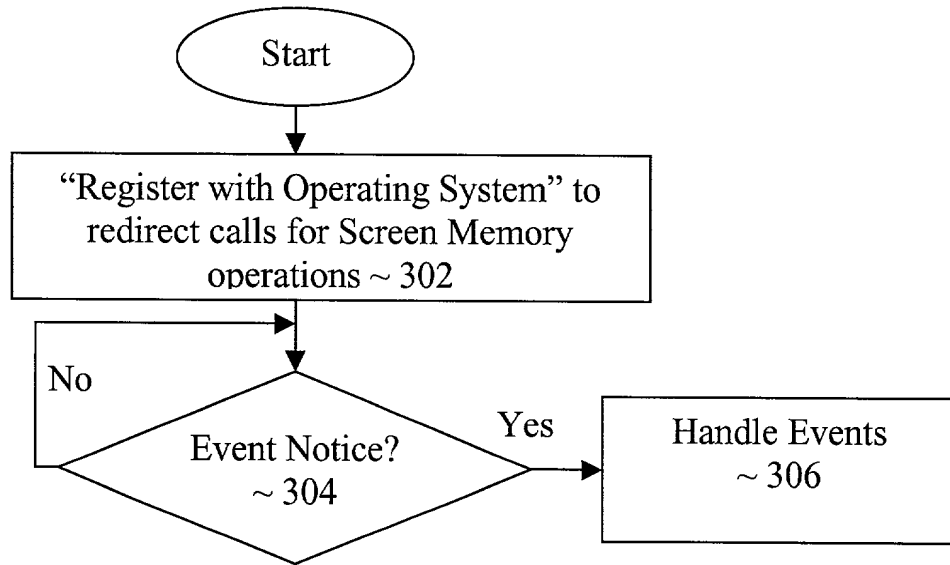 Start
“Register with Operating System” to
redirect calls for Screen Memory
operations ~ 302
No
Yes
Event Notice?
~ 304
Handle Events
~ 306